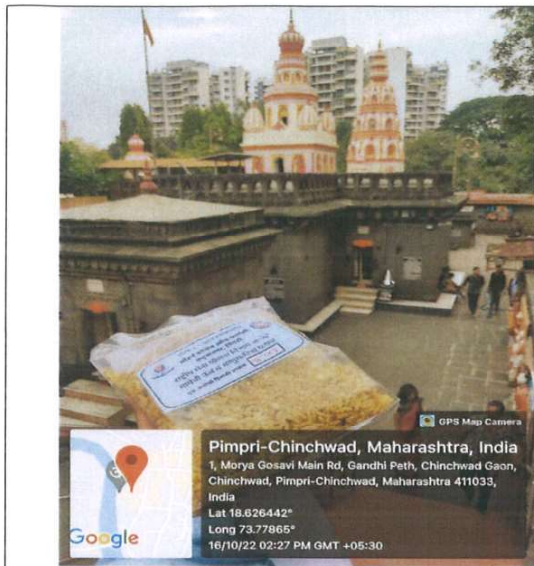 GPS Map Camera
Pimpri-Chinchwad, Maharashtra, India
1, Morya Gosavi Main Rd, Gandhi Peth, Chinchwad Gaon,
Chinchwad, Pimpri-Chinchwad, Maharashtra 411033,
India
Lat 18.626442°
Long 73.77865°
16/10/22 02:27 PM GMT +05:30
Google